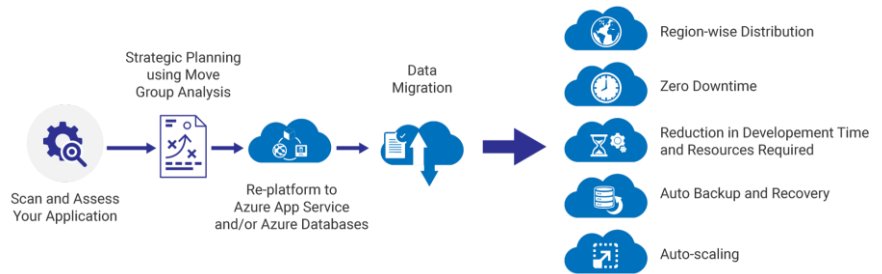 Scan and Assess
Your Application
Strategic Planning
using Move
Group Analysis
Re-platform to
Azure App Service
and/or Azure Databases
Data
Migration
Region-wise Distribution
Zero Downtime
Reduction in Developement Time
and Resources Required
Auto Backup and Recovery
Auto-scaling